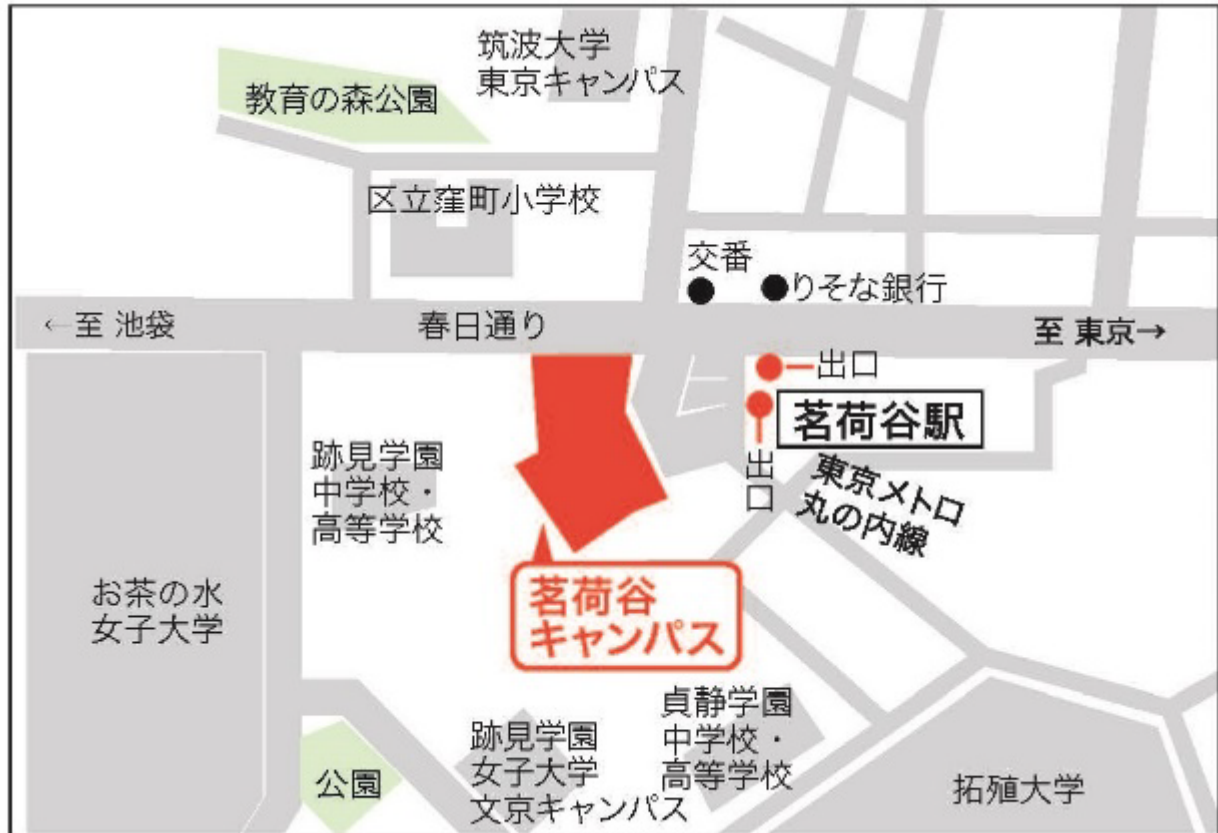 筑波大学
東京キャンパス
教育の森公園
区立窪町小学校
交番
りそな銀行
←至 池袋
春日通り
至 東京→
出口
茗荷谷駅
出口
東京メトロ
丸の内線
跡見学園
中学校・
高等学校
お茶の水
女子大学
茗荷谷
キャンパス
貞静学園
中学校・
高等学校
跡見学園
女子大学
文京キャンパス
公園
拓殖大学